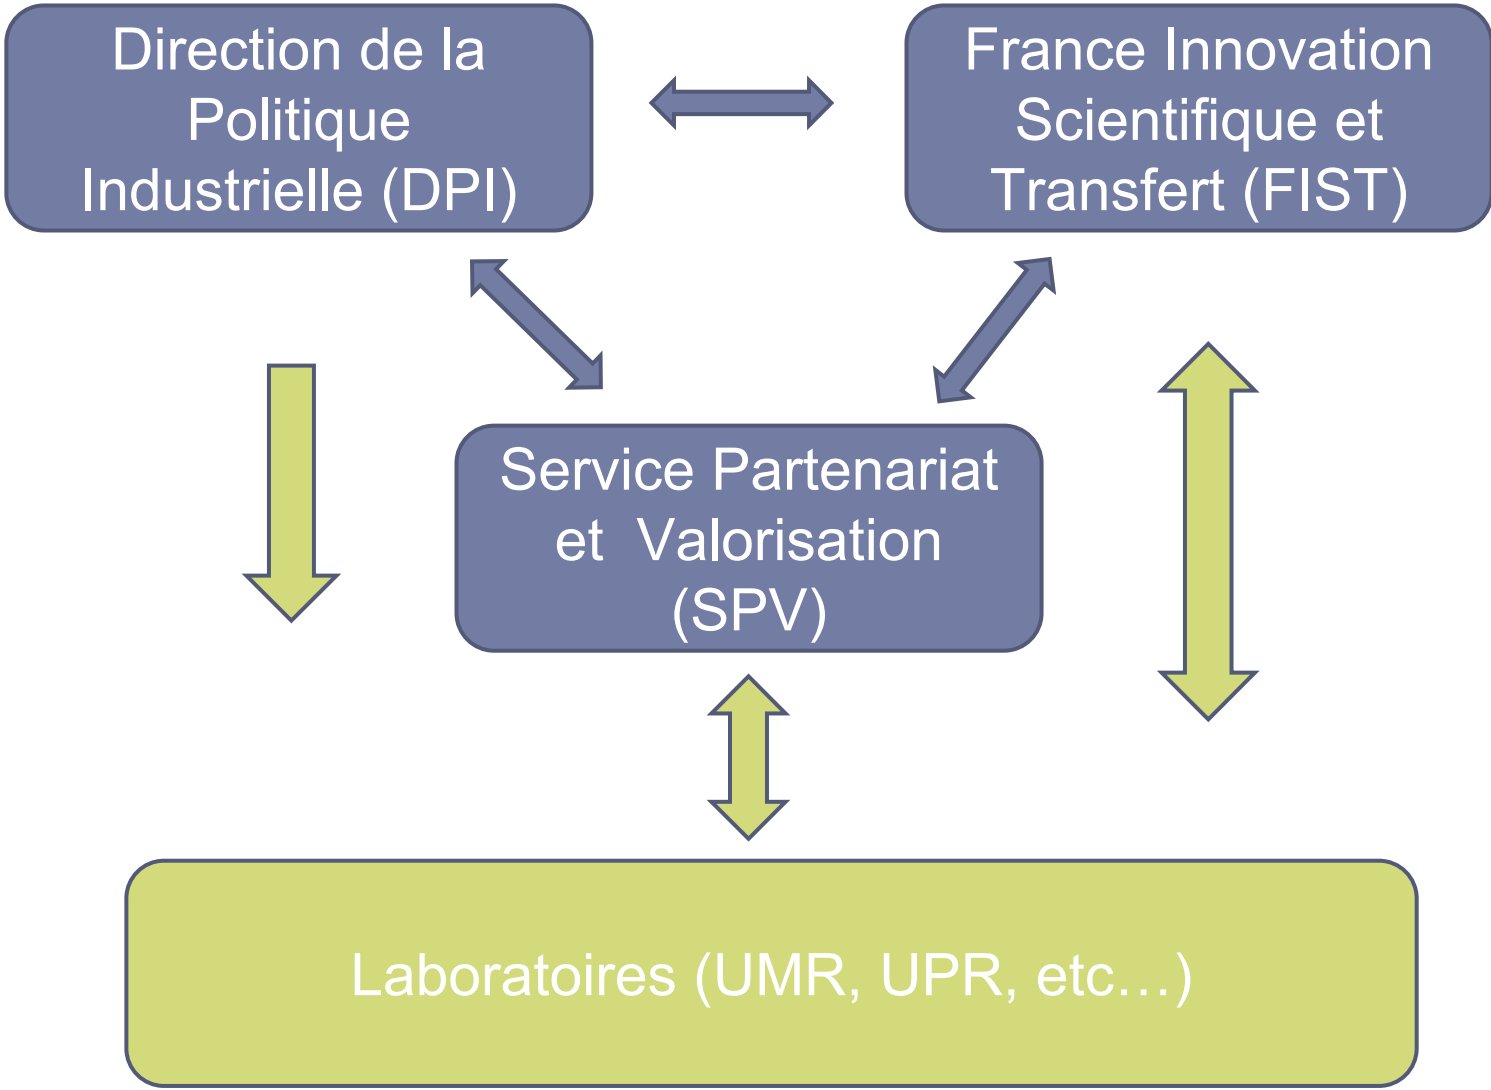 Direction de la
Politique
Industrielle (DPI)
France Innovation
Scientifique et
Transfert (FIST)
Service Partenariat
et  Valorisation
(SPV)
Laboratoires (UMR, UPR, etc…)